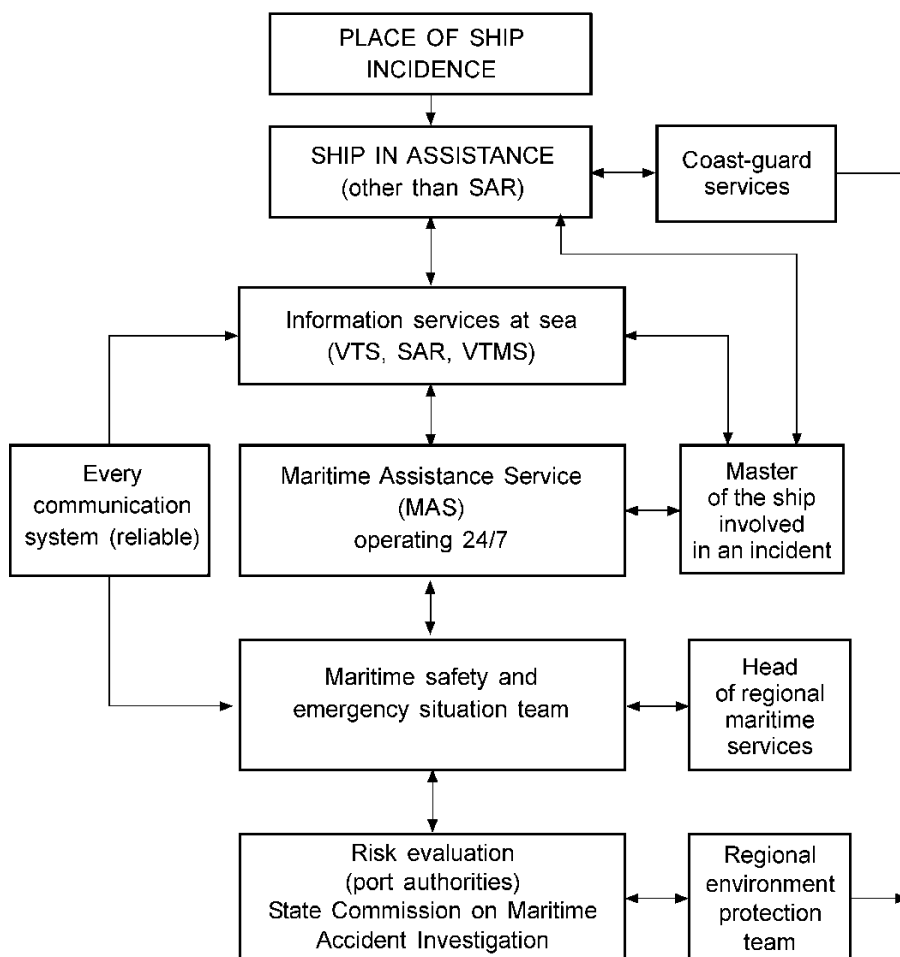 PLACE OF SHIP
INCIDENCE
SHIP IN ASSISTANCE
(other than SAR)
Coast-guard
services
Information services at sea
(VTS, SAR, VTMS)
Every
communication
system (reliable)
Maritime Assistance Service
(MAS)
operating 24/7
Master
of the ship
involved
in an incident
Maritime safety and
emergency situation team
Head
of regional
maritime
services
Risk evaluation
(port authorities)
State Commission on Maritime
Accident Investigation
Regional
environment
protection
team